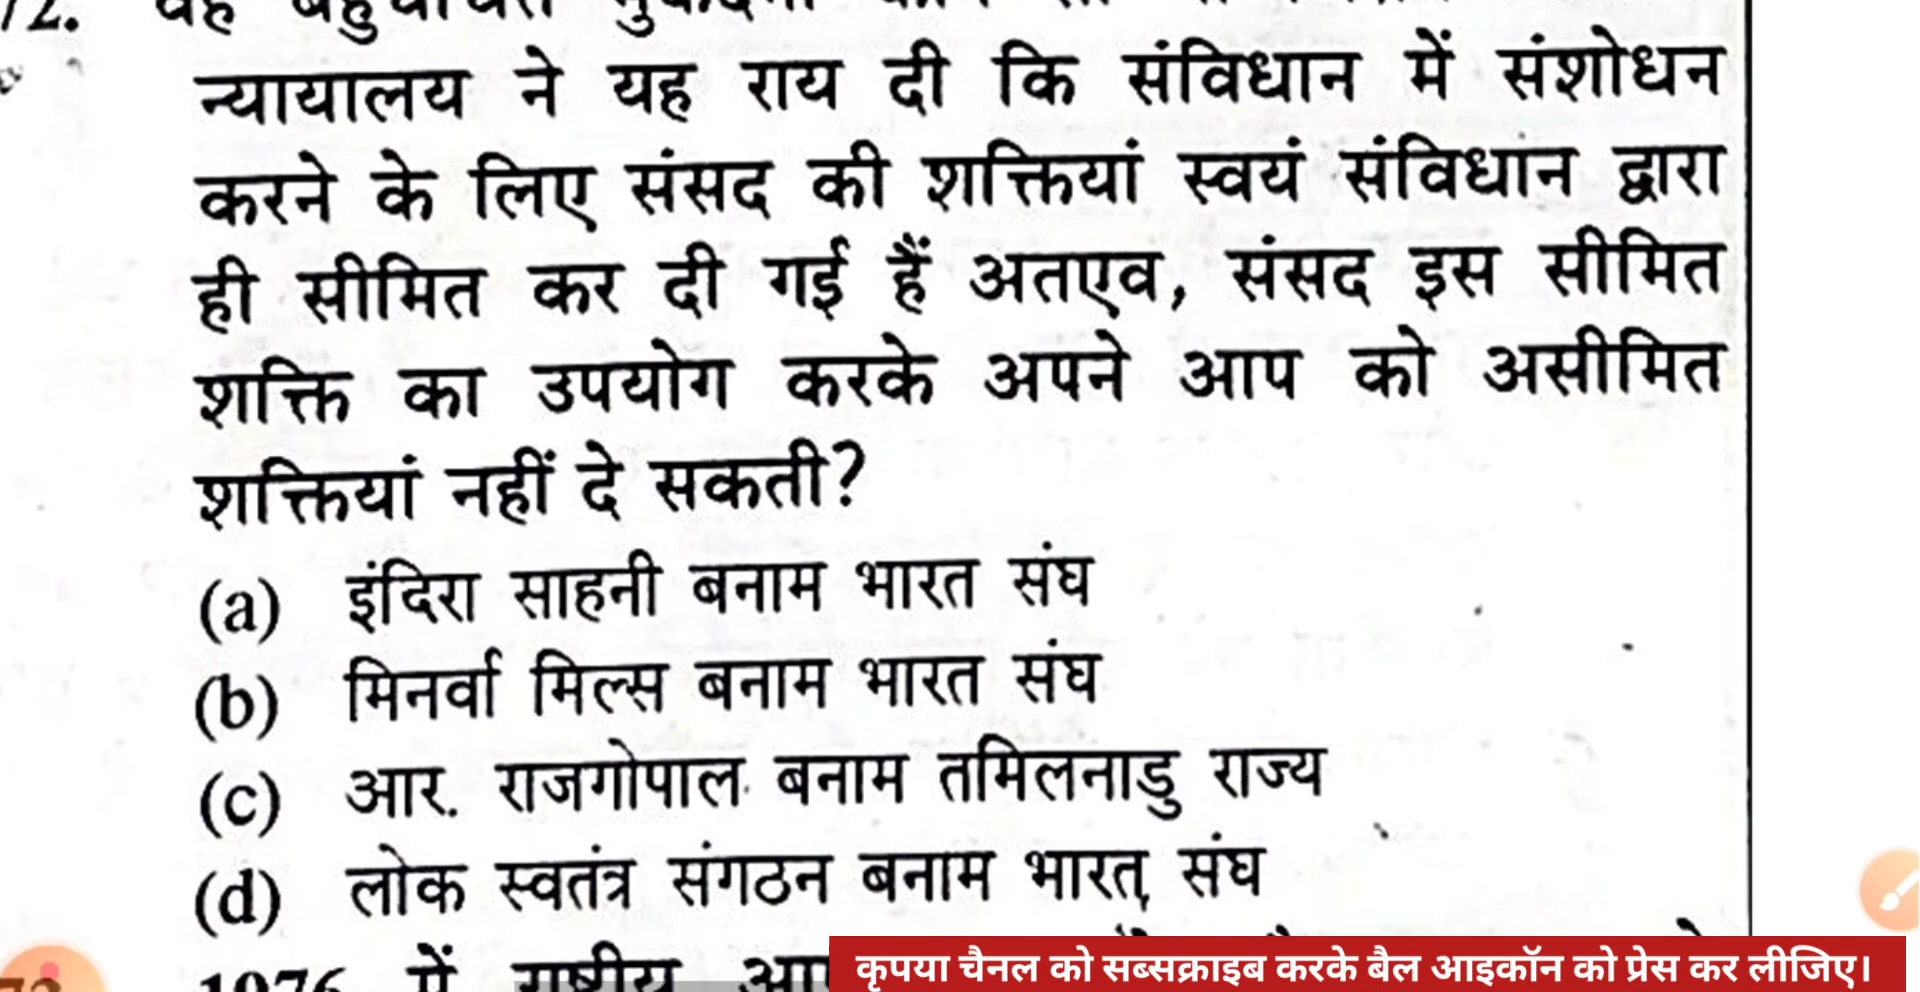 न्यायालय ने यह राय दी कि संविधान में संशोधन
करने के लिए संसद की शक्तियां स्वयं संविधान द्वारा
ही सीमित कर दी गई हैं अतएव, संसद इस सीमित
शक्ति का उपयोग करके अपने आप को असीमित
शक्तियां नहीं दे सकती?
(a) इंदिरा साहनी बनाम भारत संघ
(b) मिनर्वा मिल्स बनाम भारत संघ
(c) आर. राजगोपाल बनाम तमिलनाडु राज्य
(d) लोक स्वतंत्र संगठन बनाम भारत संघ
1976 में राष्ट्रीय
कृपया चैनल को सब्सक्राइब करके बैल आइकॉन को प्रेस कर लीजिए।